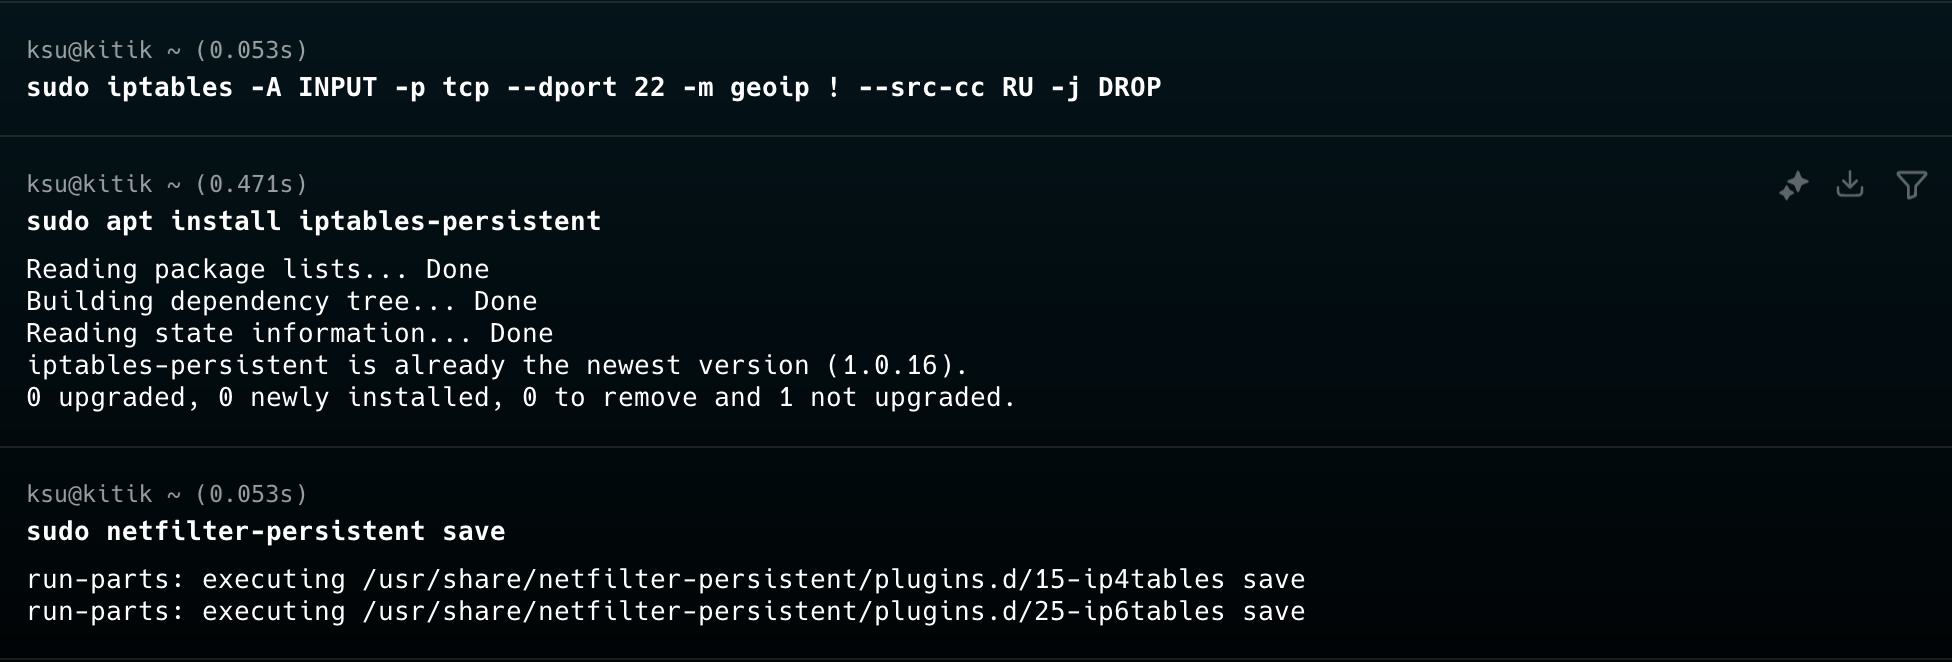 ksu@kitik ~ (0.053s)
sudo iptables -A INPUT -p tcp --dport 22 -m geoip ! --src-cc RU -j DROP
ksu@kitik ~ (0.471s)
sudo apt install iptables-persistent
Reading package lists... Done
Building dependency tree... Done
Reading state information... Done
iptables-persistent is already the newest version (1.0.16).
0 upgraded, 0 newly installed, 0 to remove and 1 not upgraded.
ksu@kitik ~ (0.053s)
sudo netfilter-persistent save
run-parts: executing /usr/share/netfilter-persistent/plugins.d/15-ip4tables save
run-parts: executing /usr/share/netfilter-persistent/plugins.d/25-ip6tables save